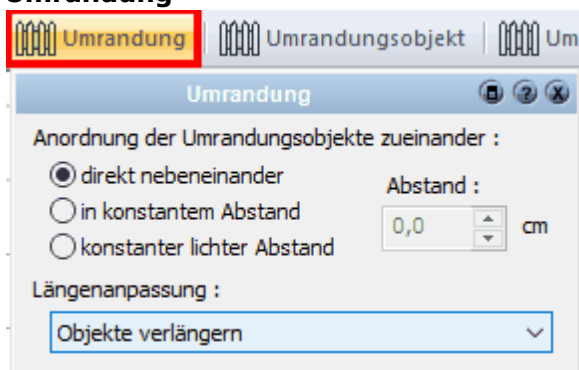 Umrandung
Umrandung Umrandungsobjekt Um
Umrandung
Anordnung der Umrandungsobjekte zueinander :
direkt nebeneinander
Abstand :
in konstantem Abstand
0,0 cm
konstanter lichter Abstand
Längenanpassung :
Objekte verlängern